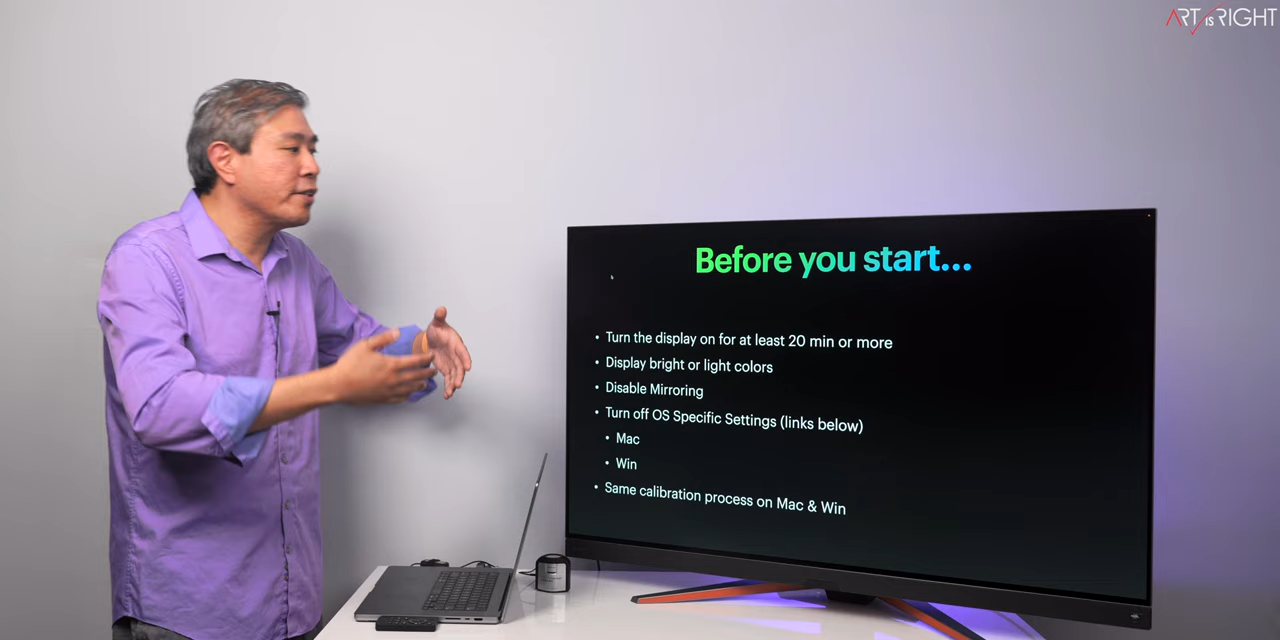 ART IS RIGHT
Before you start...
• Turn the display on for at least 20 min or more
• Display bright or light colors
• Disable Mirroring
• Turn off OS Specific Settings (links below)
• Mac
• Win
• Same calibration process on Mac & Win